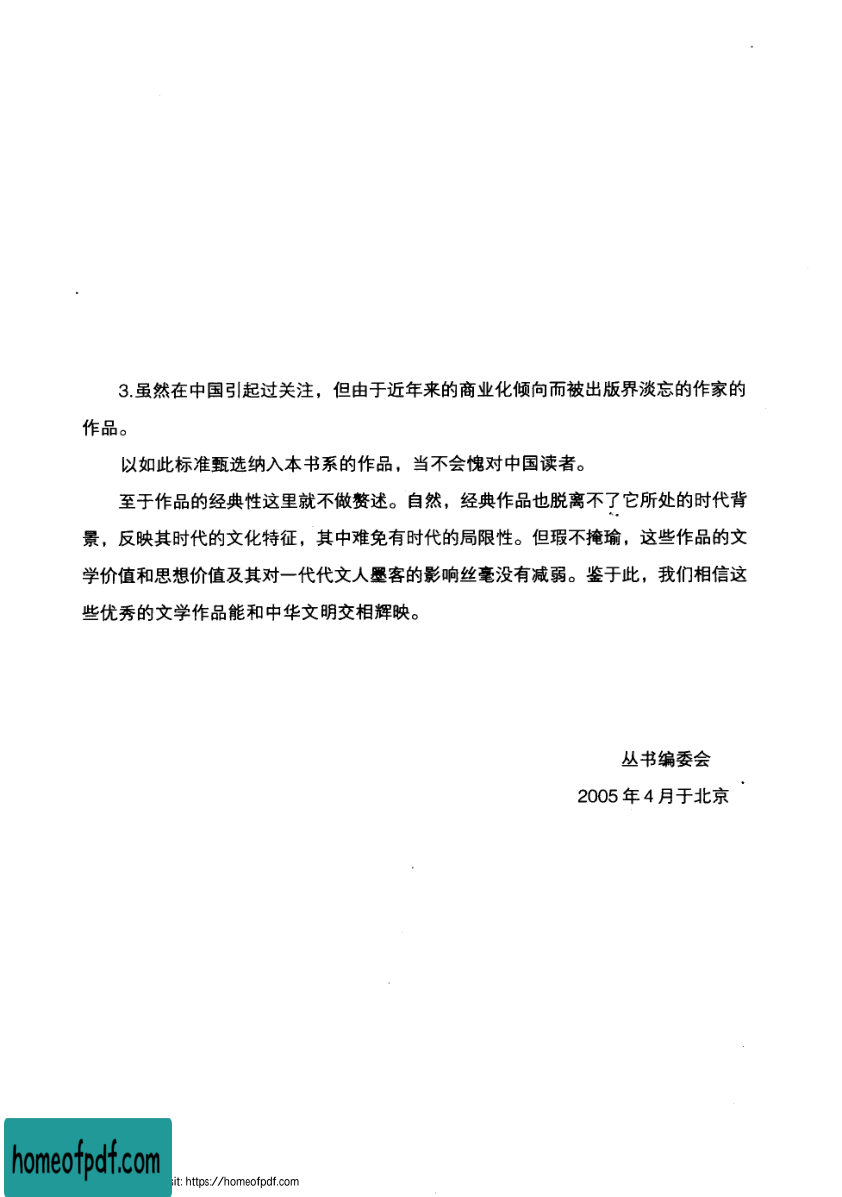 3.虽然在中国引起过关注，但由于近年来的商业化倾向而被出版界淡忘的作家的
作品。
以如此标准甄选纳入本书系的作品，当不会愧对中国读者。
至于作品的经典性这里就不做赘述。自然，经典作品也脱离不了它所处的时代背
景，反映其时代的文化特征，其中难免有时代的局限性。但瑕不掩瑜，这些作品的文
学价值和思想价值及其对一代代文人墨客的影响丝毫没有减弱。鉴于此，我们相信这
些优秀的文学作品能和中华文明交相辉映。
丛书编委会
2005年4月于北京
homeofpdf.com
sit: https://homeofpdf.com